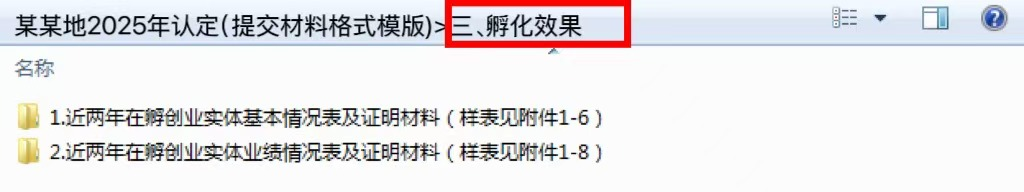 某某地2025年认定(提交材料格式模版)>三、孵化效果
名称
1.近两年在孵创业实体基本情况表及证明材料（样表见附件1-6）
2.近两年在孵创业实体业绩情况表及证明材料（样表见附件1-8）